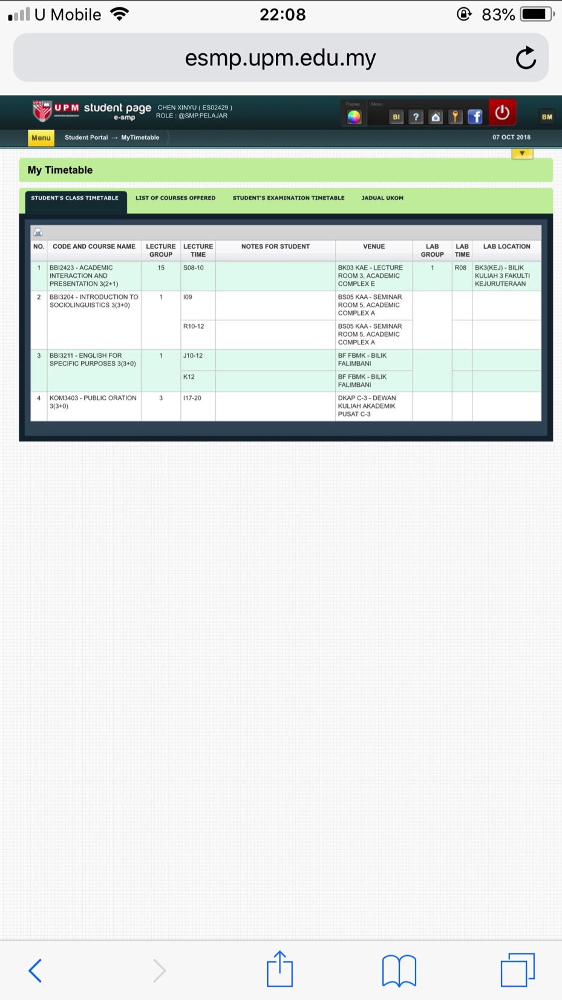 U Mobile 22:08 83%
esmp.upm.edu.my
UPM student page
e-smp
CHEN XINYU ( ES02429 )
ROLE : @SMP.PELAJAR
Theme Menu
BI ? f BM
Menu Student Portal → MyTimetable 07 OCT 2018
My Timetable
STUDENT'S CLASS TIMETABLE LIST OF COURSES OFFERED STUDENT'S EXAMINATION TIMETABLE JADUAL UKOM
NO. CODE AND COURSE NAME LECTURE LECTURE NOTES FOR STUDENT VENUE LAB LAB LAB LOCATION
GROUP TIME GROUP TIME
1 BBI2423 - ACADEMIC 15 S08-10 BK03 KAE - LECTURE 1 R08 BK3(KEJ) - BILIK
INTERACTION AND ROOM 3, ACADEMIC KULIAH 3 FAKULTI
PRESENTATION 3(2+1) COMPLEX E KEJURUTERAAN
2 BBI3204 - INTRODUCTION TO 1 I09 BS05 KAA - SEMINAR
SOCIOLINGUISTICS 3(3+0) ROOM 5, ACADEMIC
COMPLEX A
R10-12 BS05 KAA - SEMINAR
ROOM 5, ACADEMIC
COMPLEX A
3 BBI3211 - ENGLISH FOR 1 J10-12 BF FBMK - BILIK
SPECIFIC PURPOSES 3(3+0) FALIMBANI
K12 BF FBMK - BILIK
FALIMBANI
4 KOM3403 - PUBLIC ORATION 3 I17-20 DKAP C-3 - DEWAN
3(3+0) KULIAH AKADEMIK
PUSAT C-3